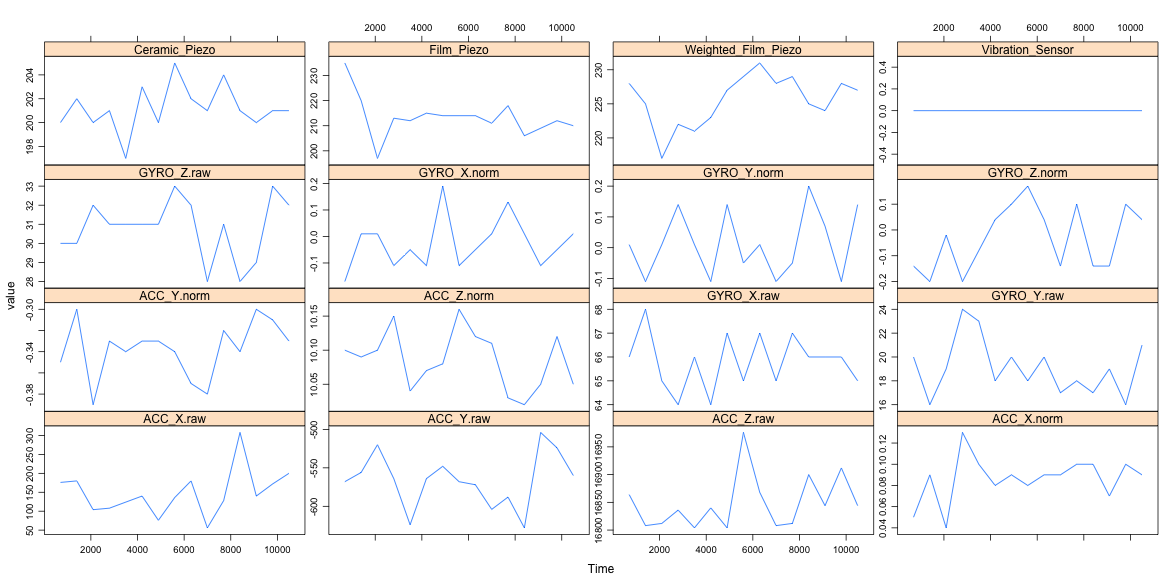 2000 4000 6000 8000 10000 2000 4000 6000 8000 10000
Ceramic_Piezo Film_Piezo Weighted_Film_Piezo Vibration_Sensor
198 200 202 204
200 210 220 230
220 225 230
-0.4 -0.2 0.0 0.2 0.4
GYRO_Z.raw GYRO_X.norm GYRO_Y.norm GYRO_Z.norm
28 29 30 31 32 33
-0.1 0.0 0.1 0.2
-0.1 0.0 0.1 0.2
-0.2 -0.1 0.0 0.1
value
ACC_Y.norm ACC_Z.norm GYRO_X.raw GYRO_Y.raw
-0.38 -0.34 -0.30
10.05 10.10 10.15
64 65 66 67 68
16 18 20 22 24
ACC_X.raw ACC_Y.raw ACC_Z.raw ACC_X.norm
50 100 150 200 250 300
-600 -550 -500
16800 16850 16900 16950
0.04 0.06 0.08 0.10 0.12
2000 4000 6000 8000 10000 2000 4000 6000 8000 10000
Time